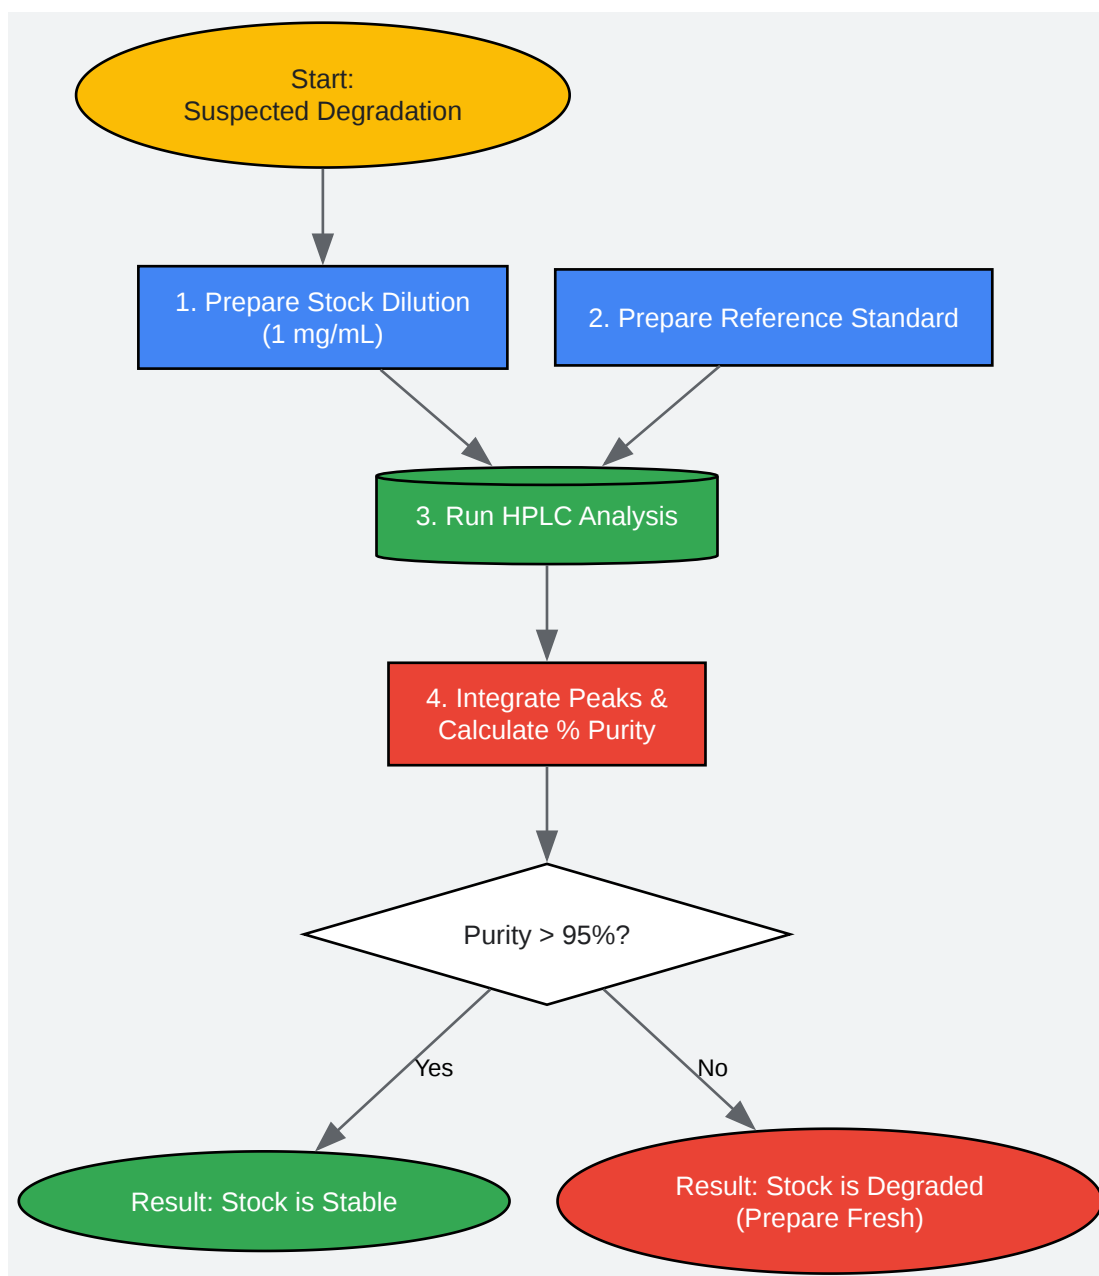 Start:
Suspected Degradation
1. Prepare Stock Dilution
(1 mg/mL)
2. Prepare Reference Standard
3. Run HPLC Analysis
4. Integrate Peaks &
Calculate % Purity
Purity > 95%?
Yes
No
Result: Stock is Stable
Result: Stock is Degraded
(Prepare Fresh)